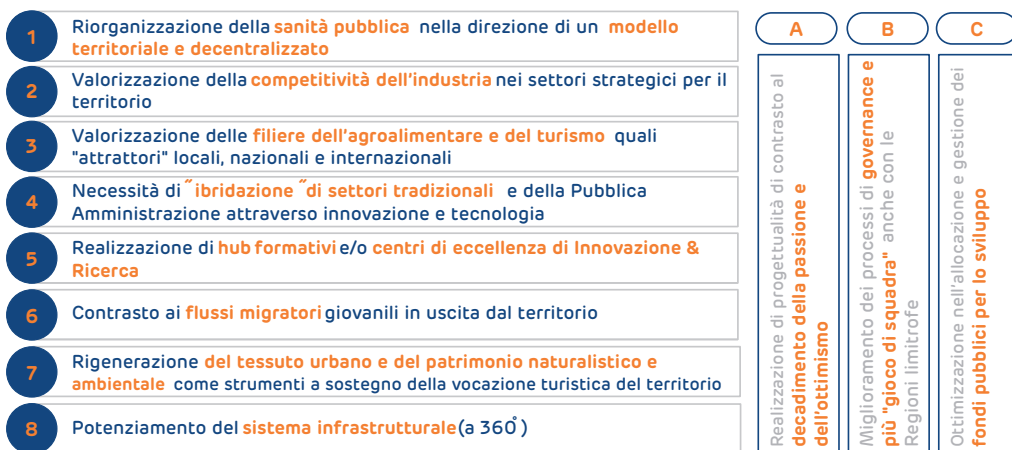 1
Riorganizzazione della sanità pubblica nella direzione di un modello
territoriale e decentralizzato
2
Valorizzazione della competitività dell'industria nei settori strategici per il
territorio
3
Valorizzazione delle filiere dell'agroalimentare e del turismo quali
"attrattori" locali, nazionali e internazionali
4
Necessità di "ibridazione "di settori tradizionali e della Pubblica
Amministrazione attraverso innovazione e tecnologia
5
Realizzazione di hub formativi e/o centri di eccellenza di Innovazione &
Ricerca
6
Contrasto ai flussi migratori giovanili in uscita dal territorio
7
Rigenerazione del tessuto urbano e del patrimonio naturalistico e
ambientale come strumenti a sostegno della vocazione turistica del territorio
8
Potenziamento del sistema infrastrutturale (a 360°)
A
Realizzazione di progettualità di contrasto al
decadimento della passione e
dell'ottimismo
B
Miglioramento dei processi di governance e
più "gioco di squadra" anche con le
Regioni limitrofe
C
Ottimizzazione nell'allocazione e gestione dei
fondi pubblici per lo sviluppo